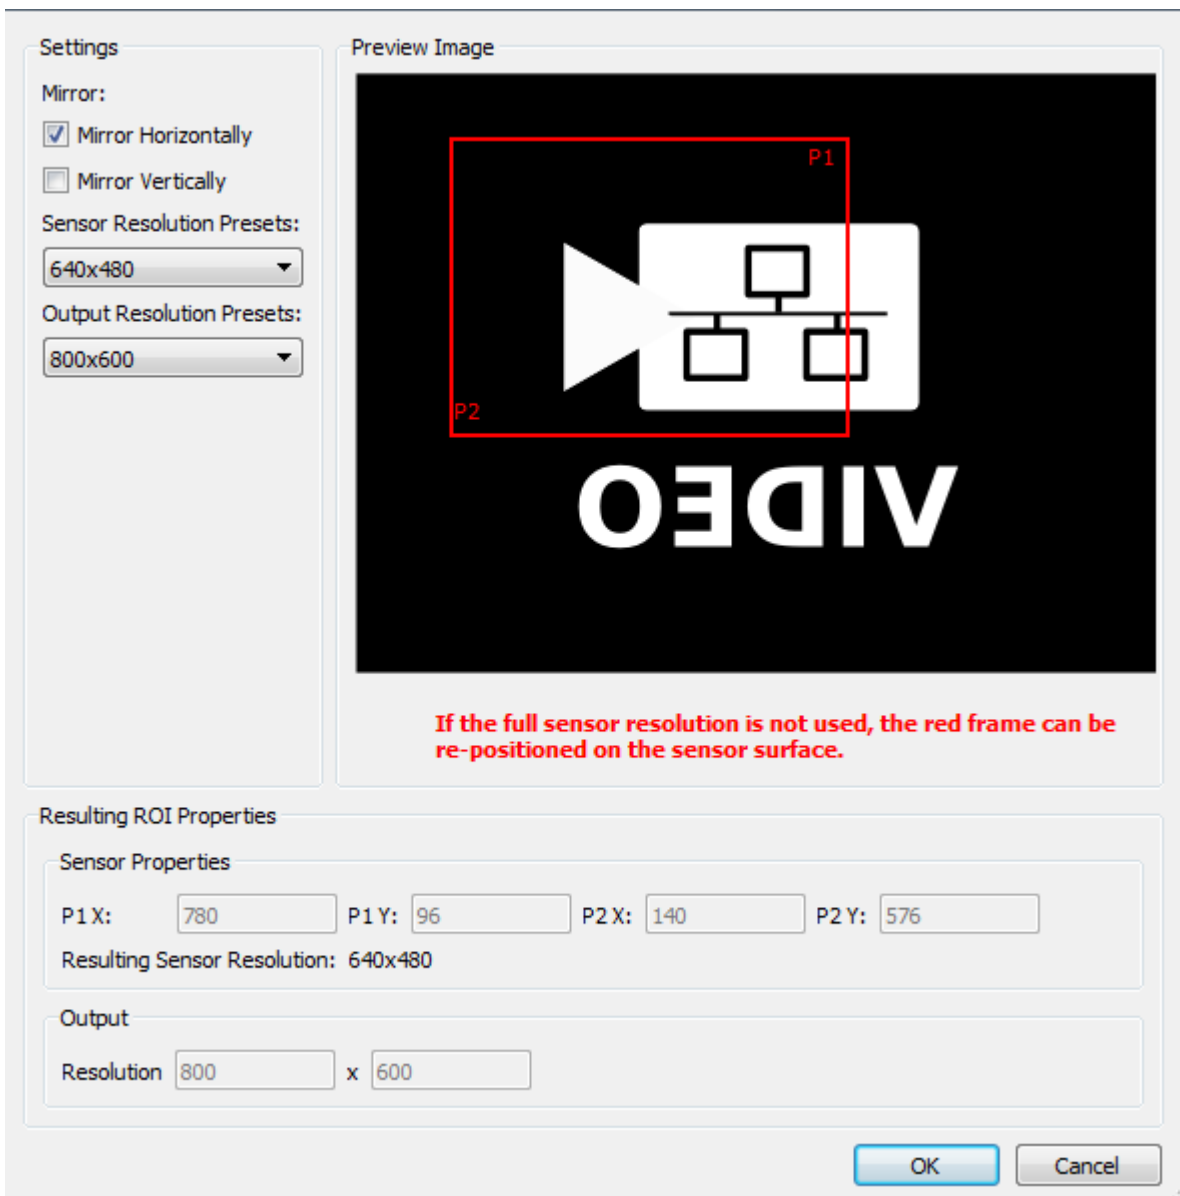 Settings
Mirror:
Mirror Horizontally
Mirror Vertically
Sensor Resolution Presets:
640x480
Output Resolution Presets:
800x600
Preview Image
P1
P2
VIDEO
If the full sensor resolution is not used, the red frame can be
re-positioned on the sensor surface.
Resulting ROI Properties
Sensor Properties
P1 X: 780 P1 Y: 96 P2 X: 140 P2 Y: 576
Resulting Sensor Resolution: 640x480
Output
Resolution 800 x 600
OK Cancel